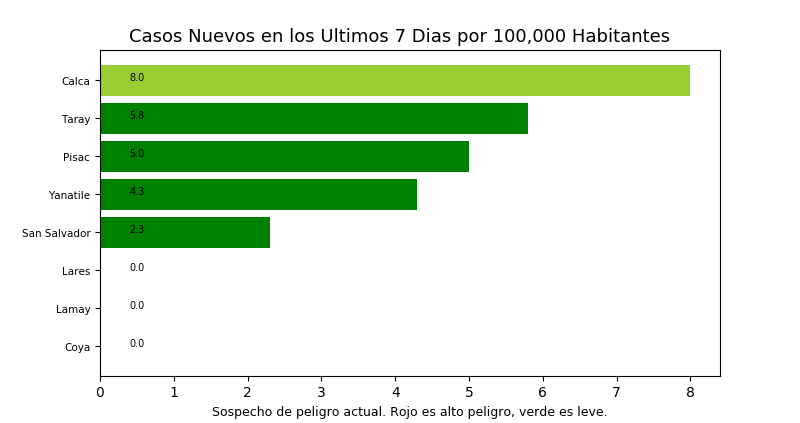 Casos Nuevos en los Ultimos 7 Dias por 100,000 Habitantes
Calca 8.0
Taray 5.8
Pisac 5.0
Yanatile 4.3
San Salvador 2.3
Lares 0.0
Lamay 0.0
Coya 0.0
0 1 2 3 4 5 6 7 8
Sospecho de peligro actual. Rojo es alto peligro, verde es leve.